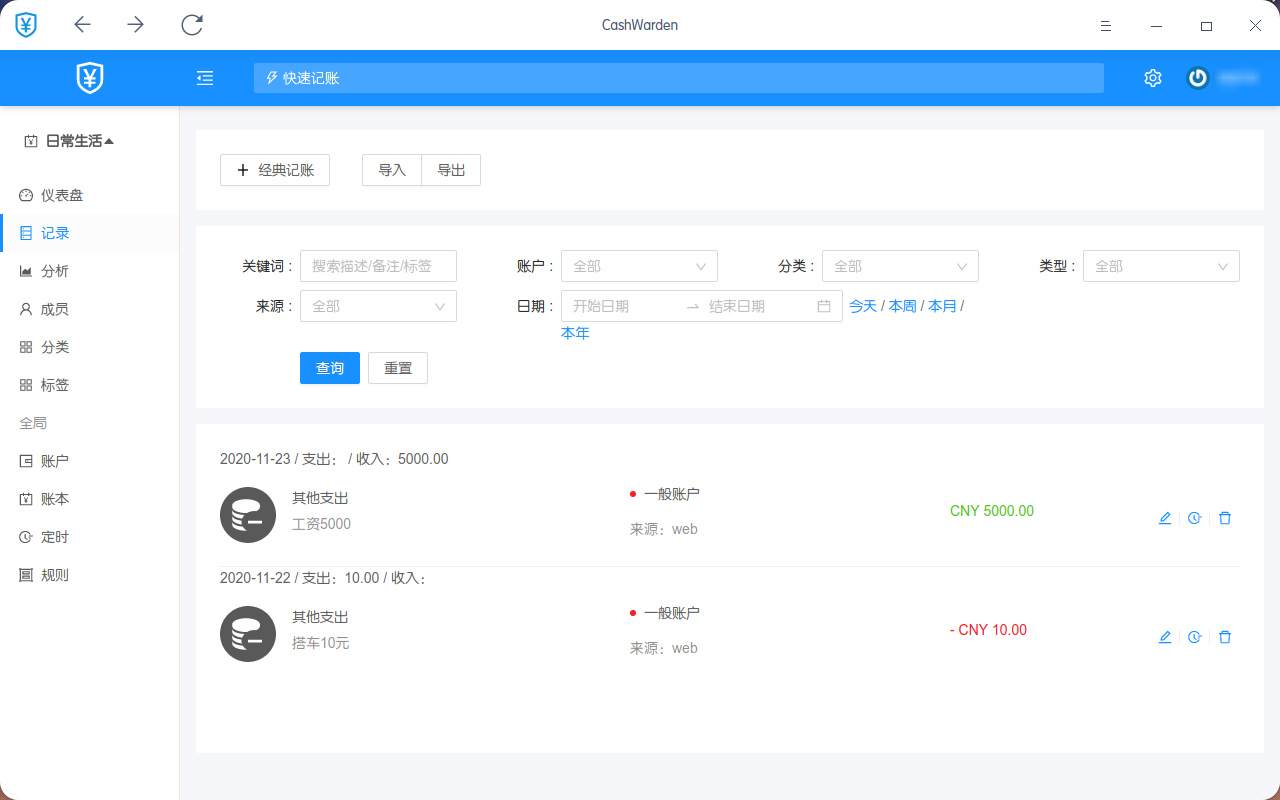 CashWarden
快速记账
日常生活
仪表盘
记录
分析
成员
分类
标签
全局
账户
账本
定时
规则
经典记账
导入 导出
关键词 : 搜索描述/备注/标签 账户 : 全部 分类 : 全部 类型 : 全部
来源 : 全部 日期 : 开始日期 → 结束日期 今天 / 本周 / 本月 /
本年
查询 重置
2020-11-23 / 支出： / 收入：5000.00
其他支出 一般账户
工资5000 来源：web
CNY 5000.00
2020-11-22 / 支出：10.00 / 收入：
其他支出 一般账户
搭车10元 来源：web
- CNY 10.00